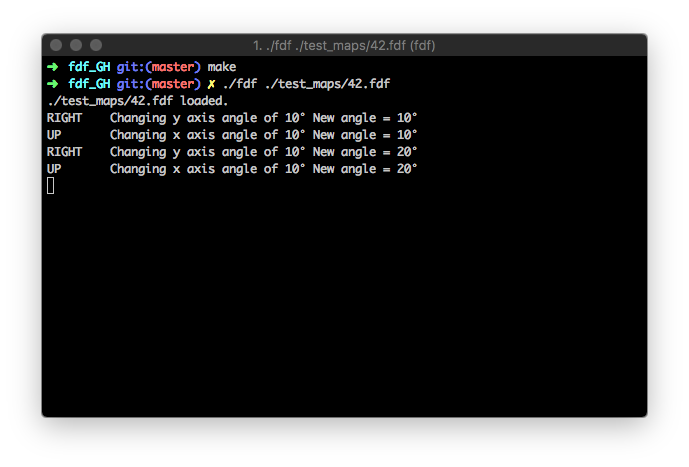 1. ./fdf ./test_maps/42.fdf (fdf)
➜ fdf_GH git:(master) make
➜ fdf_GH git:(master) ✗ ./fdf ./test_maps/42.fdf
./test_maps/42.fdf loaded.
RIGHT Changing y axis angle of 10° New angle = 10°
UP Changing x axis angle of 10° New angle = 10°
RIGHT Changing y axis angle of 10° New angle = 20°
UP Changing x axis angle of 10° New angle = 20°